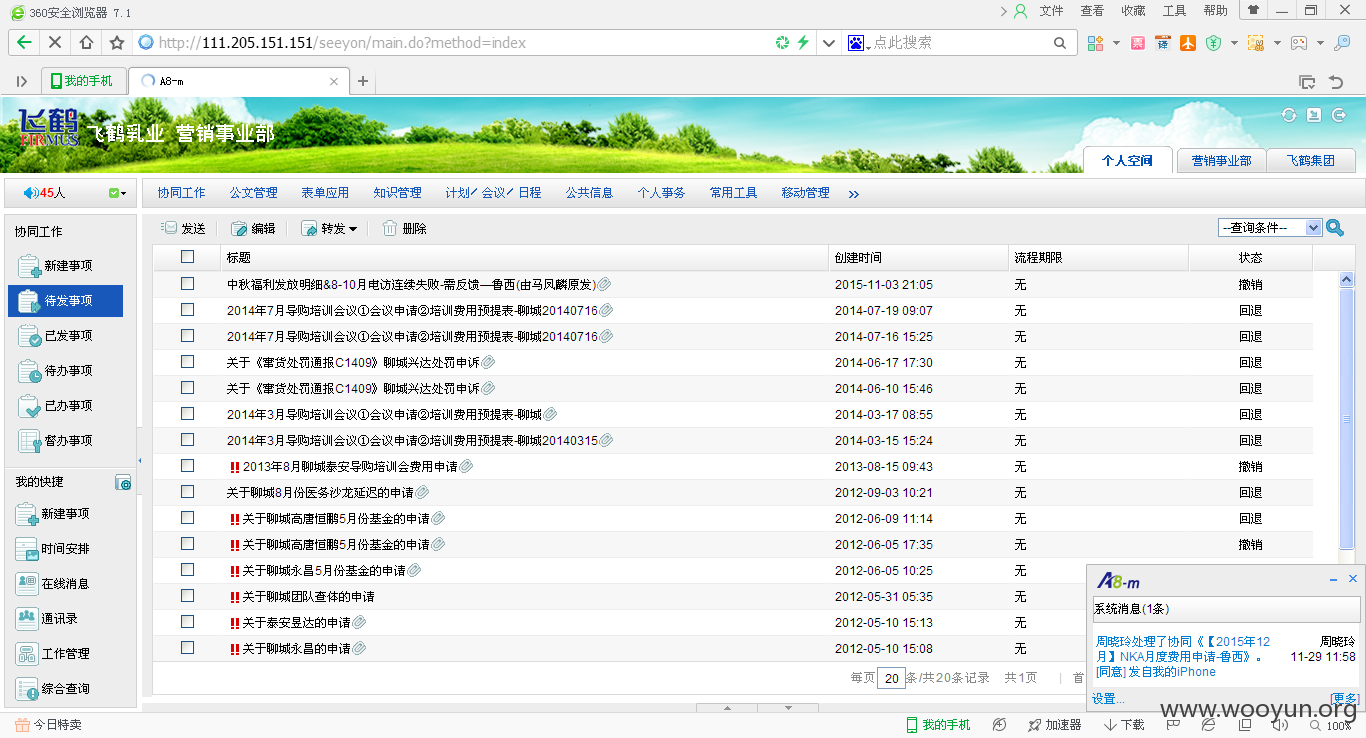 360安全浏览器 7.1
文件 查看 收藏 工具 帮助
http://111.205.151.151/seeyon/main.do?method=index
点此搜索
我的手机
A8-m
飞鹤
FIRMUS
飞鹤乳业 营销事业部
个人空间 营销事业部 飞鹤集团
45人
协同工作 公文管理 表单应用 知识管理 计划/会议/日程 公共信息 个人事务 常用工具 移动管理 »
协同工作
新建事项
待发事项
已发事项
待办事项
已办事项
督办事项
我的快捷
新建事项
时间安排
在线消息
通讯录
工作管理
综合查询
发送 编辑 转发 删除
--查询条件--
标题 创建时间 流程期限 状态
中秋福利发放明细&8-10月电访连续失败-需反馈—鲁西(由马凤麟原发) 2015-11-03 21:05 无 撤销
2014年7月导购培训会议①会议申请②培训费用预提表-聊城20140716 2014-07-19 09:07 无 回退
2014年7月导购培训会议①会议申请②培训费用预提表-聊城20140716 2014-07-16 15:25 无 回退
关于《窜货处罚通报C1409》聊城兴达处罚申诉 2014-06-17 17:30 无 回退
关于《窜货处罚通报C1409》聊城兴达处罚申诉 2014-06-10 15:46 无 回退
2014年3月导购培训会议①会议申请②培训费用预提表-聊城 2014-03-17 08:55 无 回退
2014年3月导购培训会议①会议申请②培训费用预提表-聊城20140315 2014-03-15 15:24 无 回退
!!2013年8月聊城泰安导购培训会费用申请 2013-08-15 09:43 无 撤销
关于聊城8月份医务沙龙延迟的申请 2012-09-03 10:21 无 回退
!!关于聊城高唐恒鹏5月份基金的申请 2012-06-09 11:14 无 回退
!!关于聊城高唐恒鹏5月份基金的申请 2012-06-05 17:35 无 撤销
!!关于聊城永昌5月份基金的申请 2012-06-05 10:25 无
!!关于聊城团队查体的申请 2012-05-31 05:35 无
!!关于泰安昱达的申请 2012-05-10 15:13 无
!!关于聊城永昌的申请 2012-05-10 15:08 无
每页 20 条/共20条记录 共1页 | 首
A8-m
系统消息(1条)
周晓玲处理了协同《【2015年12月】NKA月度费用申请-鲁西》。
[同意] 发自我的iPhone
周晓玲
11-29 11:58
设置... [更多]
今日特卖
我的手机 加速器 下载 100%
www.wooyun.org